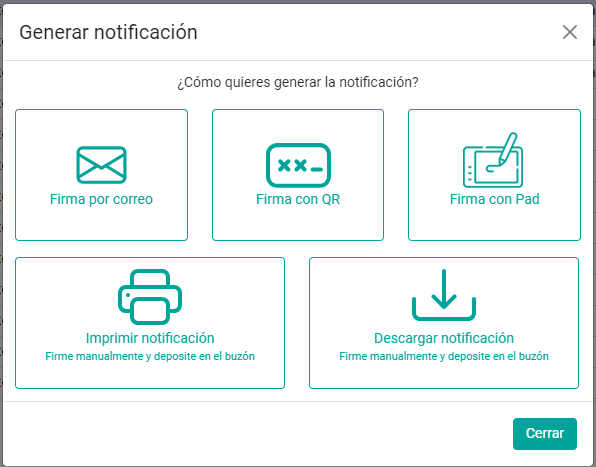 Generar notificación
¿Cómo quieres generar la notificación?
Firma por correo
Firma con QR
Firma con Pad
Imprimir notificación
Firme manualmente y deposite en el buzón
Descargar notificación
Firme manualmente y deposite en el buzón
Cerrar